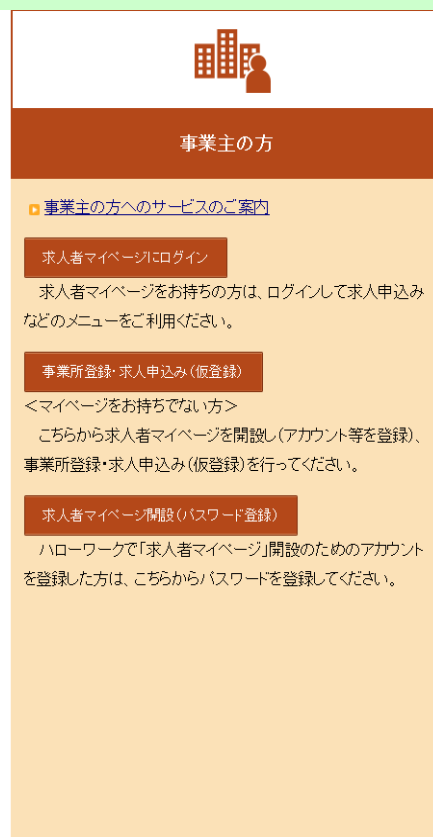 事業主の方
事業主の方へのサービスのご案内
求人者マイページにログイン
求人者マイページをお持ちの方は、ログインして求人申込み
などのメニューをご利用ください。
事業所登録・求人申込み(仮登録)
<マイページをお持ちでない方>
こちらから求人者マイページを開設し(アカウント等を登録)、
事業所登録・求人申込み(仮登録)を行ってください。
求人者マイページ開設(パスワード登録)
ハローワークで「求人者マイページ」開設のためのアカウント
を登録した方は、こちらからパスワードを登録してください。